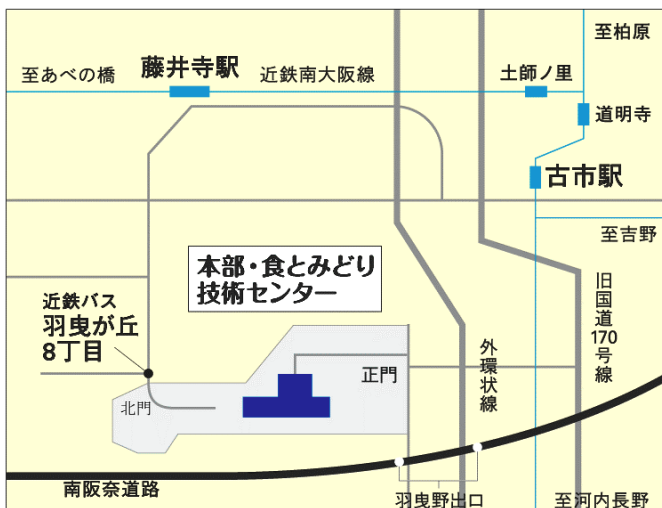 至柏原
至あべの橋
藤井寺駅
近鉄南大阪線
土師ノ里
道明寺
古市駅
至吉野
本部・食とみどり
技術センター
近鉄バス
羽曳が丘
8丁目
旧国道170号線
外環状線
正門
北門
南阪奈道路
羽曳野出口
至河内長野